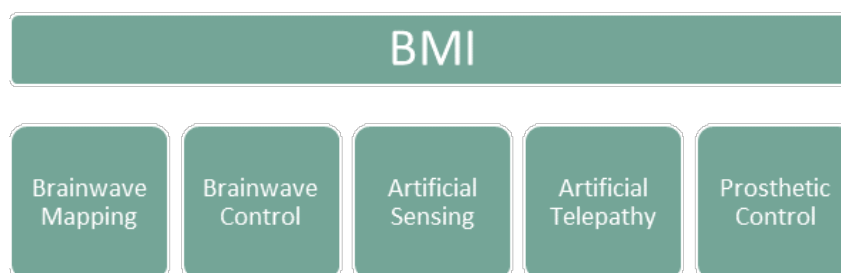 BMI
Brainwave
Mapping
Brainwave
Control
Artificial
Sensing
Artificial
Telepathy
Prosthetic
Control